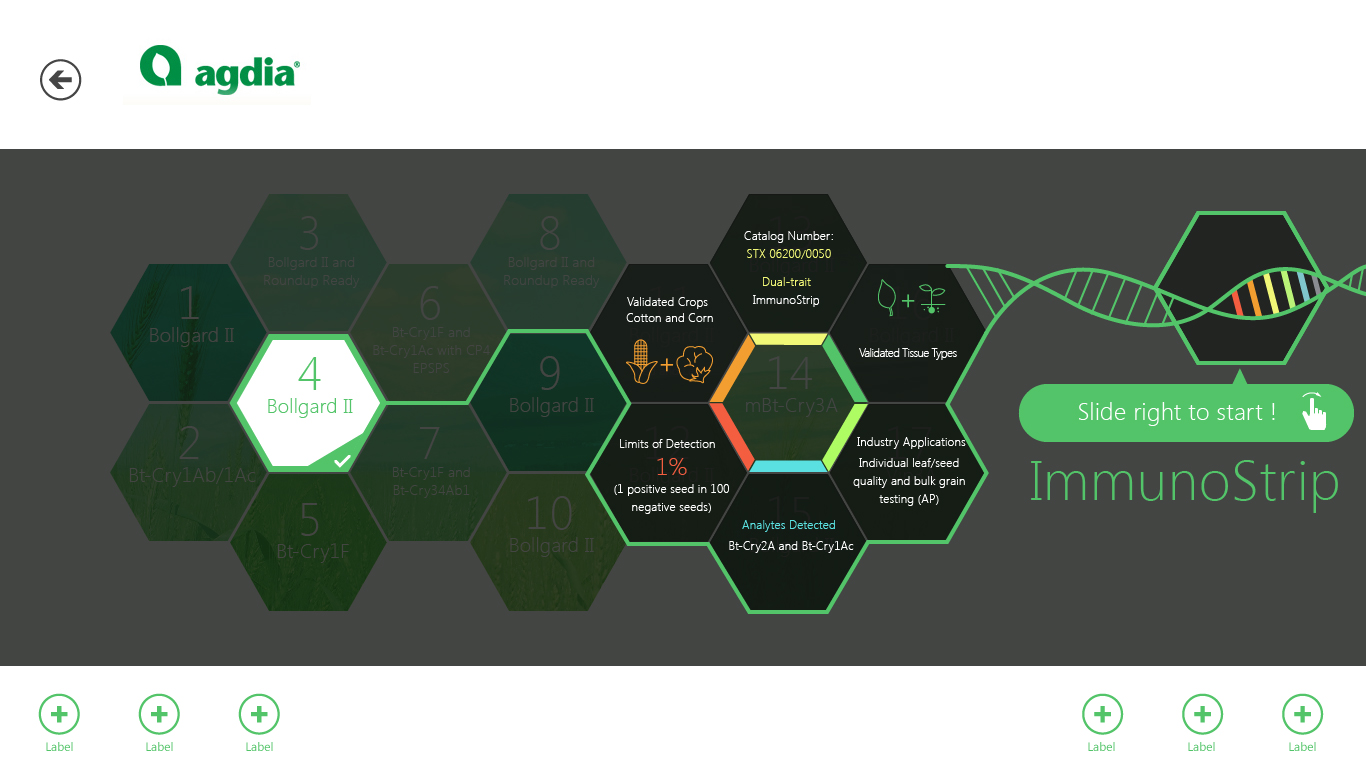 agdia®
3
Bollgard II and
Roundup Ready
8
Bollgard II and
Roundup Ready
Catalog Number:
STX 06200/0050
Dual-trait
ImmunoStrip
1
Bollgard II
6
Bt-Cry1F and
Bt-Cry1Ac with CP4
EPSPS
Validated Crops
Cotton and Corn
+
+
Validated Tissue Types
4
Bollgard II
9
Bollgard II
14
mBt-Cry3A
Slide right to start !
ImmunoStrip
2
Bt-Cry1Ab/1Ac
7
Bt-Cry1F and
Bt-Cry34Ab1
Limits of Detection
1%
(1 positive seed in 100
negative seeds)
Industry Applications
Individual leaf/seed
quality and bulk grain
testing (AP)
5
Bt-Cry1F
10
Bollgard II
15
Analytes Detected
Bt-Cry2A and Bt-Cry1Ac
Label
Label
Label
Label
Label
Label